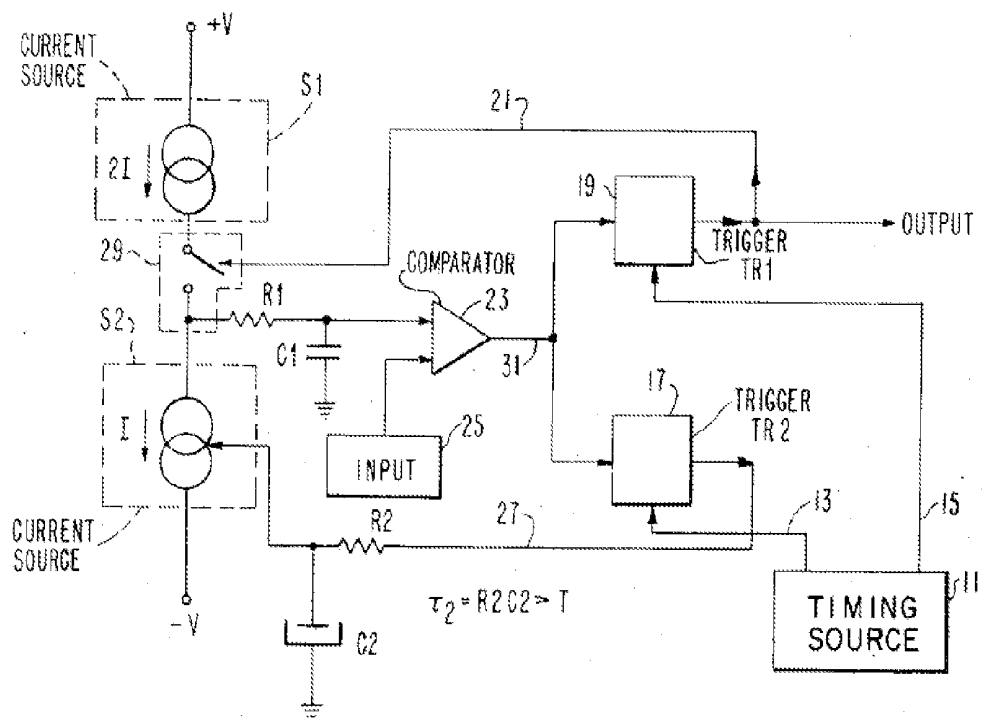 +V
CURRENT
SOURCE
S1
2I
21
19
OUTPUT
TRIGGER
TR1
29
COMPARATOR
R1
23
S2
C1
31
17
TRIGGER
TR2
I
25
INPUT
13
15
CURRENT
SOURCE
R2
27
11
τ2 = R2C2 > T
TIMING
SOURCE
-V
C2